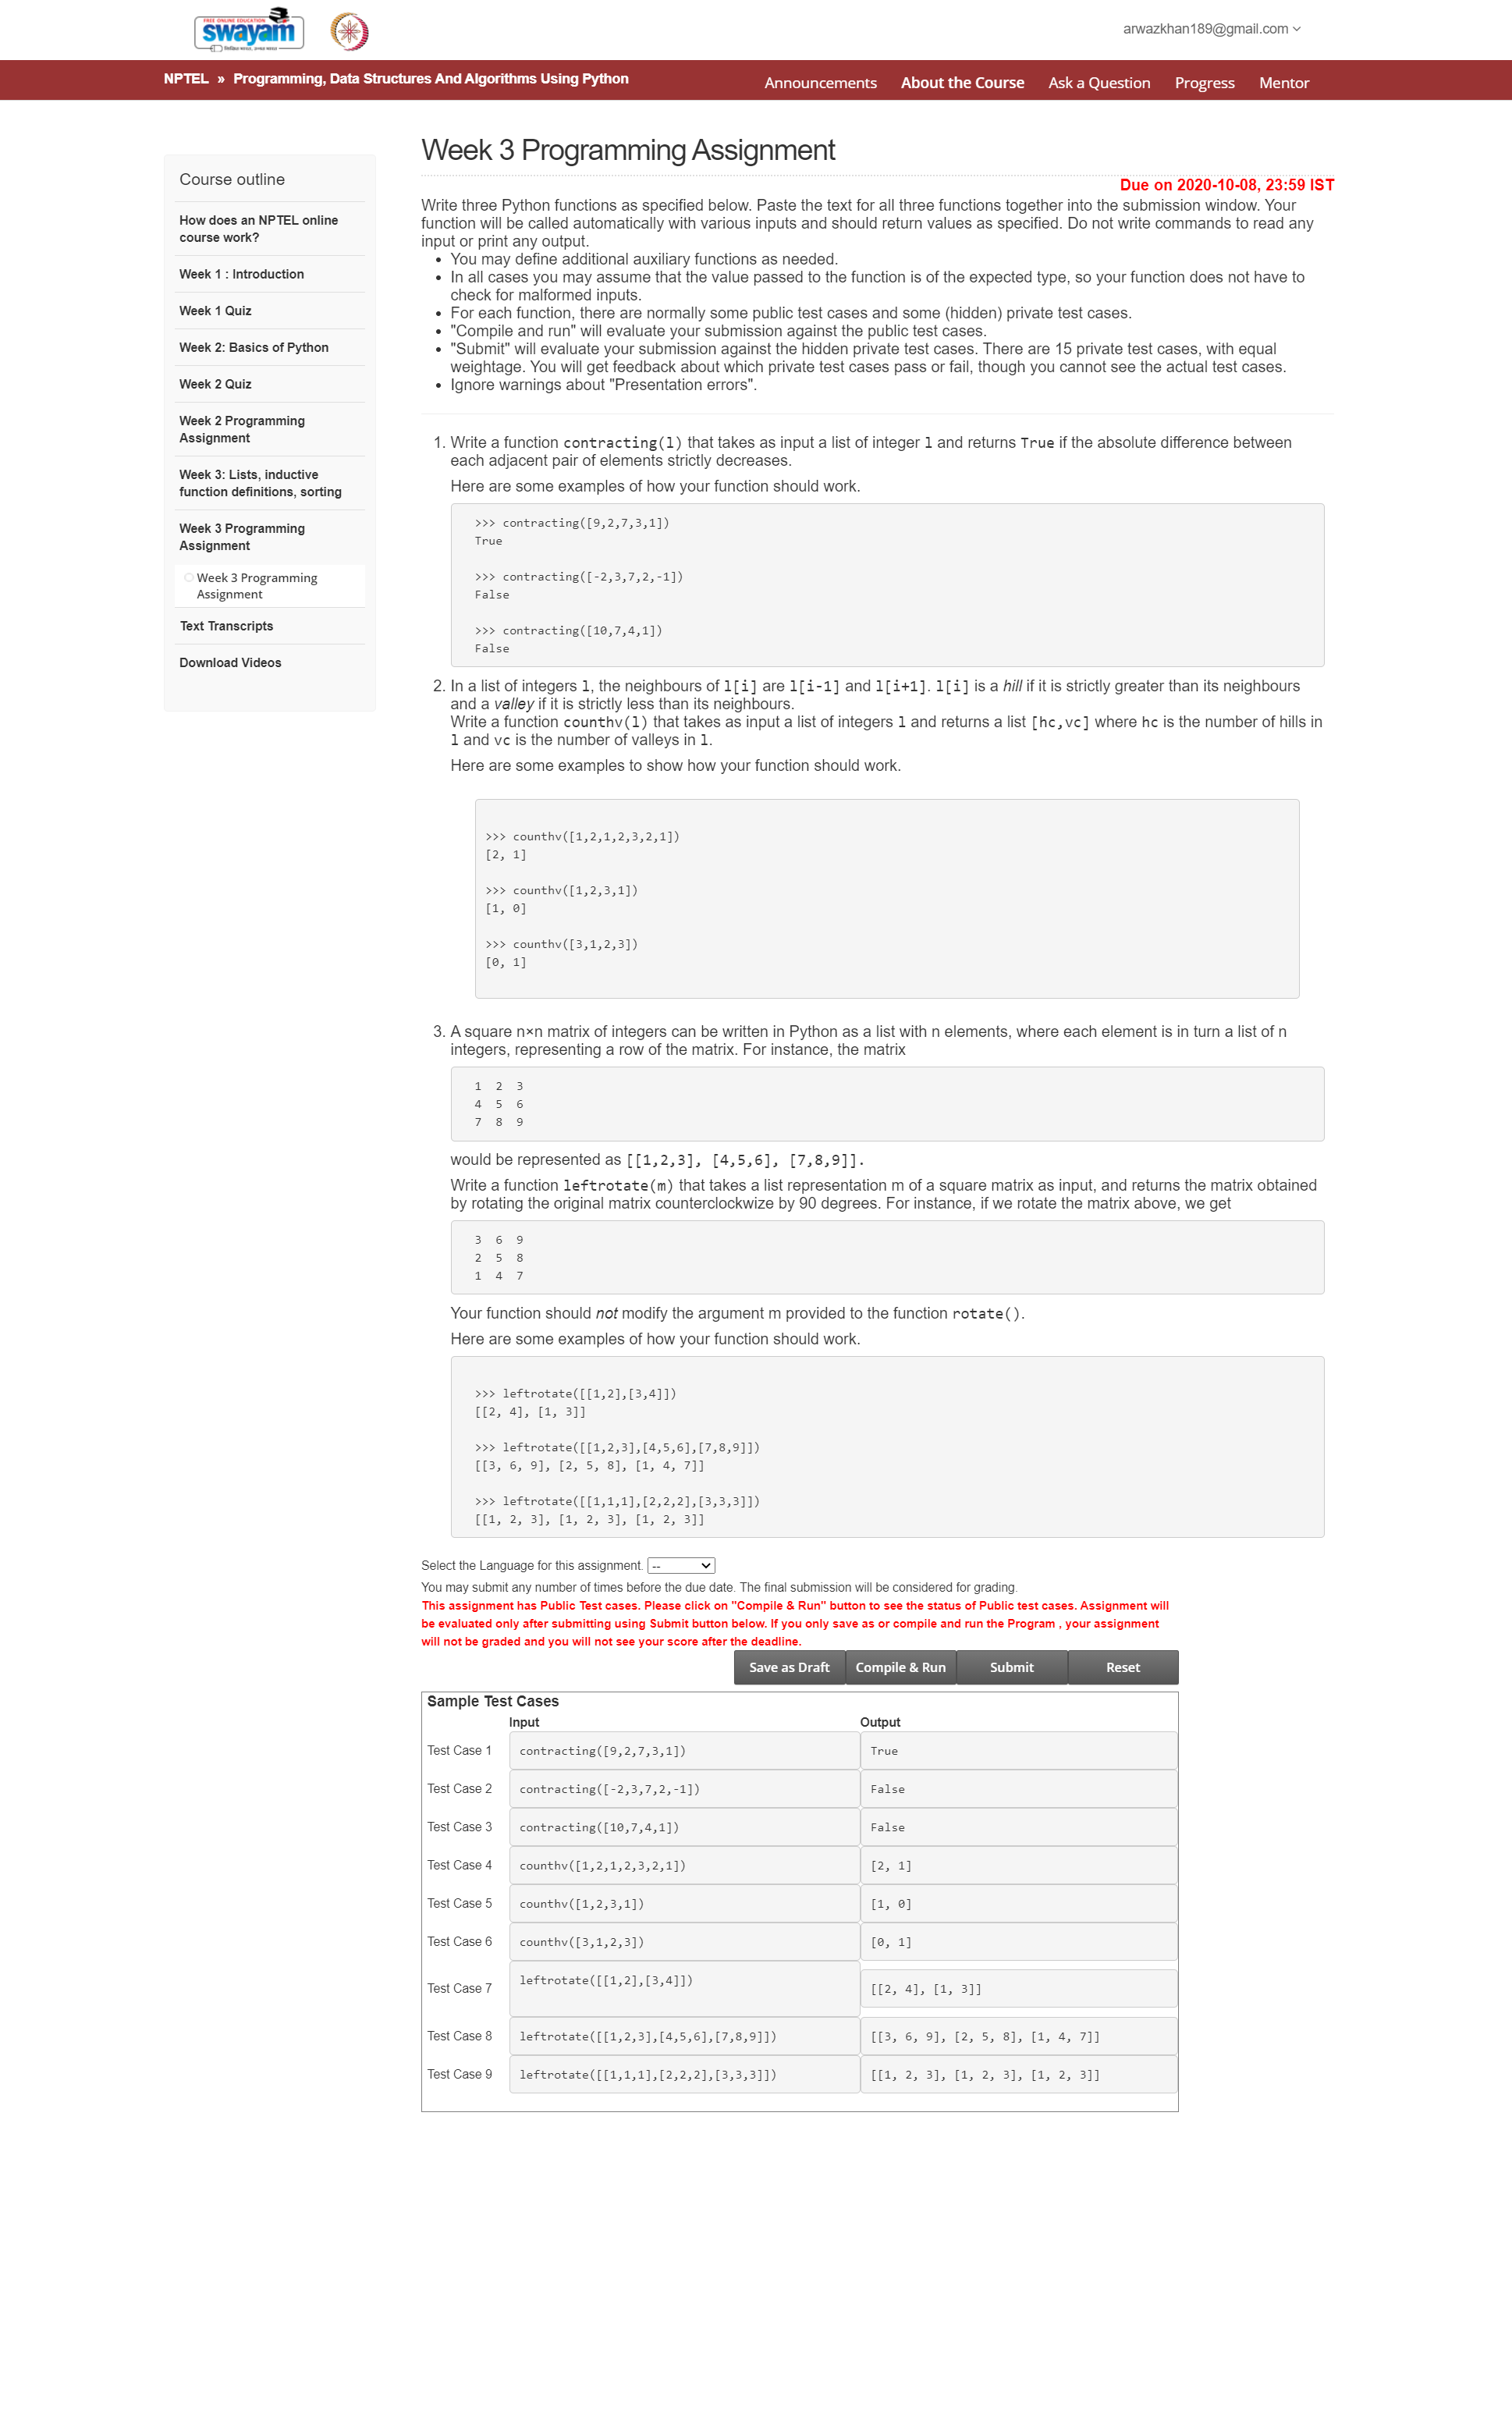 FREE ONLINE EDUCATION
swayam
शिक्षित भारत, उन्नत भारत
arwazkhan189@gmail.com
NPTEL » Programming, Data Structures And Algorithms Using Python
Announcements About the Course Ask a Question Progress Mentor
Course outline
How does an NPTEL online
course work?
Week 1 : Introduction
Week 1 Quiz
Week 2: Basics of Python
Week 2 Quiz
Week 2 Programming
Assignment
Week 3: Lists, inductive
function definitions, sorting
Week 3 Programming
Assignment
Week 3 Programming
Assignment
Text Transcripts
Download Videos
Week 3 Programming Assignment
Due on 2020-10-08, 23:59 IST
Write three Python functions as specified below. Paste the text for all three functions together into the submission window. Your
function will be called automatically with various inputs and should return values as specified. Do not write commands to read any
input or print any output.
• You may define additional auxiliary functions as needed.
• In all cases you may assume that the value passed to the function is of the expected type, so your function does not have to
check for malformed inputs.
• For each function, there are normally some public test cases and some (hidden) private test cases.
• "Compile and run" will evaluate your submission against the public test cases.
• "Submit" will evaluate your submission against the hidden private test cases. There are 15 private test cases, with equal
weightage. You will get feedback about which private test cases pass or fail, though you cannot see the actual test cases.
• Ignore warnings about "Presentation errors".
1. Write a function contracting(l) that takes as input a list of integer l and returns True if the absolute difference between
each adjacent pair of elements strictly decreases.
Here are some examples of how your function should work.
>>> contracting([9,2,7,3,1])
True
>>> contracting([-2,3,7,2,-1])
False
>>> contracting([10,7,4,1])
False
2. In a list of integers l, the neighbours of l[i] are l[i-1] and l[i+1]. l[i] is a hill if it is strictly greater than its neighbours
and a valley if it is strictly less than its neighbours.
Write a function counthv(l) that takes as input a list of integers l and returns a list [hc,vc] where hc is the number of hills in
l and vc is the number of valleys in l.
Here are some examples to show how your function should work.
>>> counthv([1,2,1,2,3,2,1])
[2, 1]
>>> counthv([1,2,3,1])
[1, 0]
>>> counthv([3,1,2,3])
[0, 1]
3. A square n×n matrix of integers can be written in Python as a list with n elements, where each element is in turn a list of n
integers, representing a row of the matrix. For instance, the matrix
1 2 3
4 5 6
7 8 9
would be represented as [[1,2,3], [4,5,6], [7,8,9]].
Write a function leftrotate(m) that takes a list representation m of a square matrix as input, and returns the matrix obtained
by rotating the original matrix counterclockwize by 90 degrees. For instance, if we rotate the matrix above, we get
3 6 9
2 5 8
1 4 7
Your function should not modify the argument m provided to the function rotate().
Here are some examples of how your function should work.
>>> leftrotate([[1,2],[3,4]])
[[2, 4], [1, 3]]
>>> leftrotate([[1,2,3],[4,5,6],[7,8,9]])
[[3, 6, 9], [2, 5, 8], [1, 4, 7]]
>>> leftrotate([[1,1,1],[2,2,2],[3,3,3]])
[[1, 2, 3], [1, 2, 3], [1, 2, 3]]
Select the Language for this assignment. --
You may submit any number of times before the due date. The final submission will be considered for grading.
This assignment has Public Test cases. Please click on "Compile & Run" button to see the status of Public test cases. Assignment will
be evaluated only after submitting using Submit button below. If you only save as or compile and run the Program , your assignment
will not be graded and you will not see your score after the deadline.
Save as Draft Compile & Run Submit Reset
Sample Test Cases
Input Output
Test Case 1 contracting([9,2,7,3,1]) True
Test Case 2 contracting([-2,3,7,2,-1]) False
Test Case 3 contracting([10,7,4,1]) False
Test Case 4 counthv([1,2,1,2,3,2,1]) [2, 1]
Test Case 5 counthv([1,2,3,1]) [1, 0]
Test Case 6 counthv([3,1,2,3]) [0, 1]
Test Case 7 leftrotate([[1,2],[3,4]]) [[2, 4], [1, 3]]
Test Case 8 leftrotate([[1,2,3],[4,5,6],[7,8,9]]) [[3, 6, 9], [2, 5, 8], [1, 4, 7]]
Test Case 9 leftrotate([[1,1,1],[2,2,2],[3,3,3]]) [[1, 2, 3], [1, 2, 3], [1, 2, 3]]